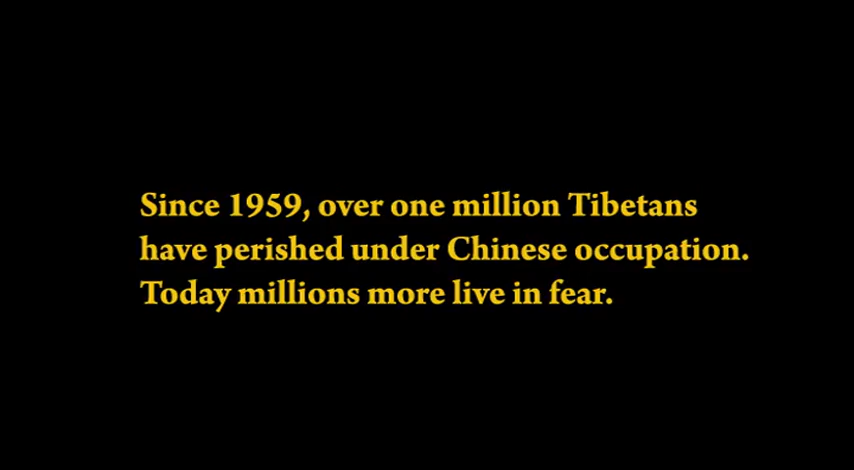 Since 1959, over one million Tibetans
have perished under Chinese occupation.
Today millions more live in fear.